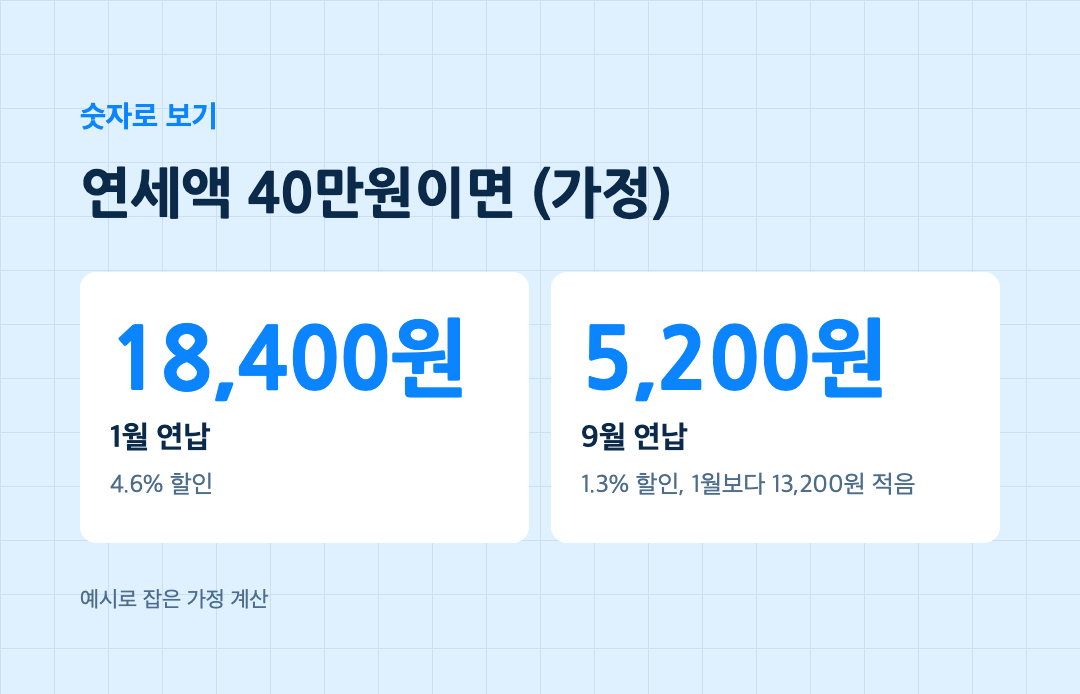 숫자로 보기
연세액 40만원이면 (가정)
18,400원
1월 연납
4.6% 할인
5,200원
9월 연납
1.3% 할인, 1월보다 13,200원 적음
예시로 잡은 가정 계산